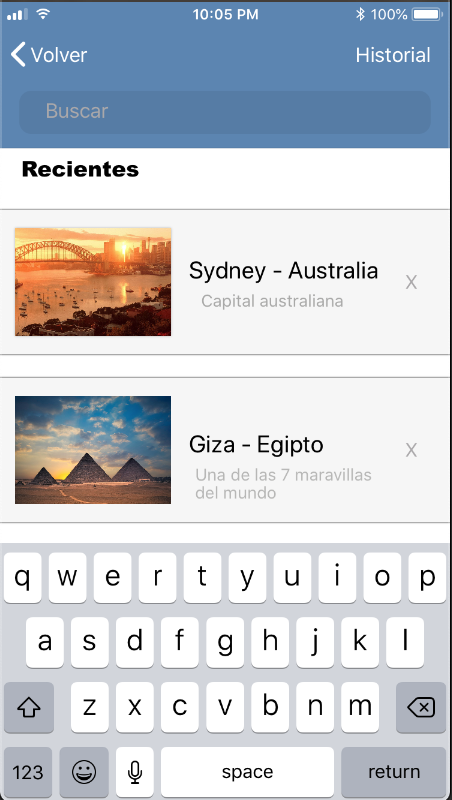 10:05 PM 100%
Volver Historial
Buscar
Recientes
Sydney - Australia
X
Capital australiana
Giza - Egipto
X
Una de las 7 maravillas
del mundo
q w e r t y u i o p
a s d f g h j k l
z x c v b n m
123 space return